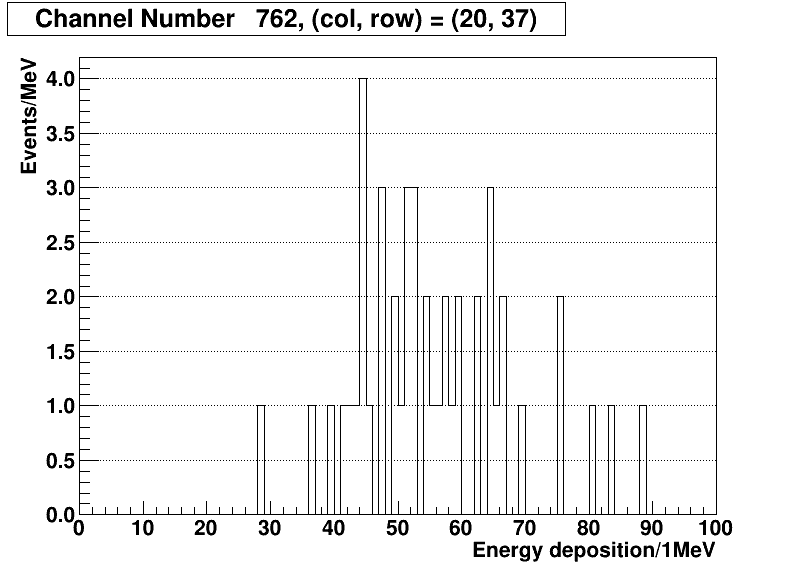 Channel Number 762, (col, row) = (20, 37)
Events/MeV
4.0
3.5
3.0
2.5
2.0
1.5
1.0
0.5
0.0
0 10 20 30 40 50 60 70 80 90 100
Energy deposition/1MeV